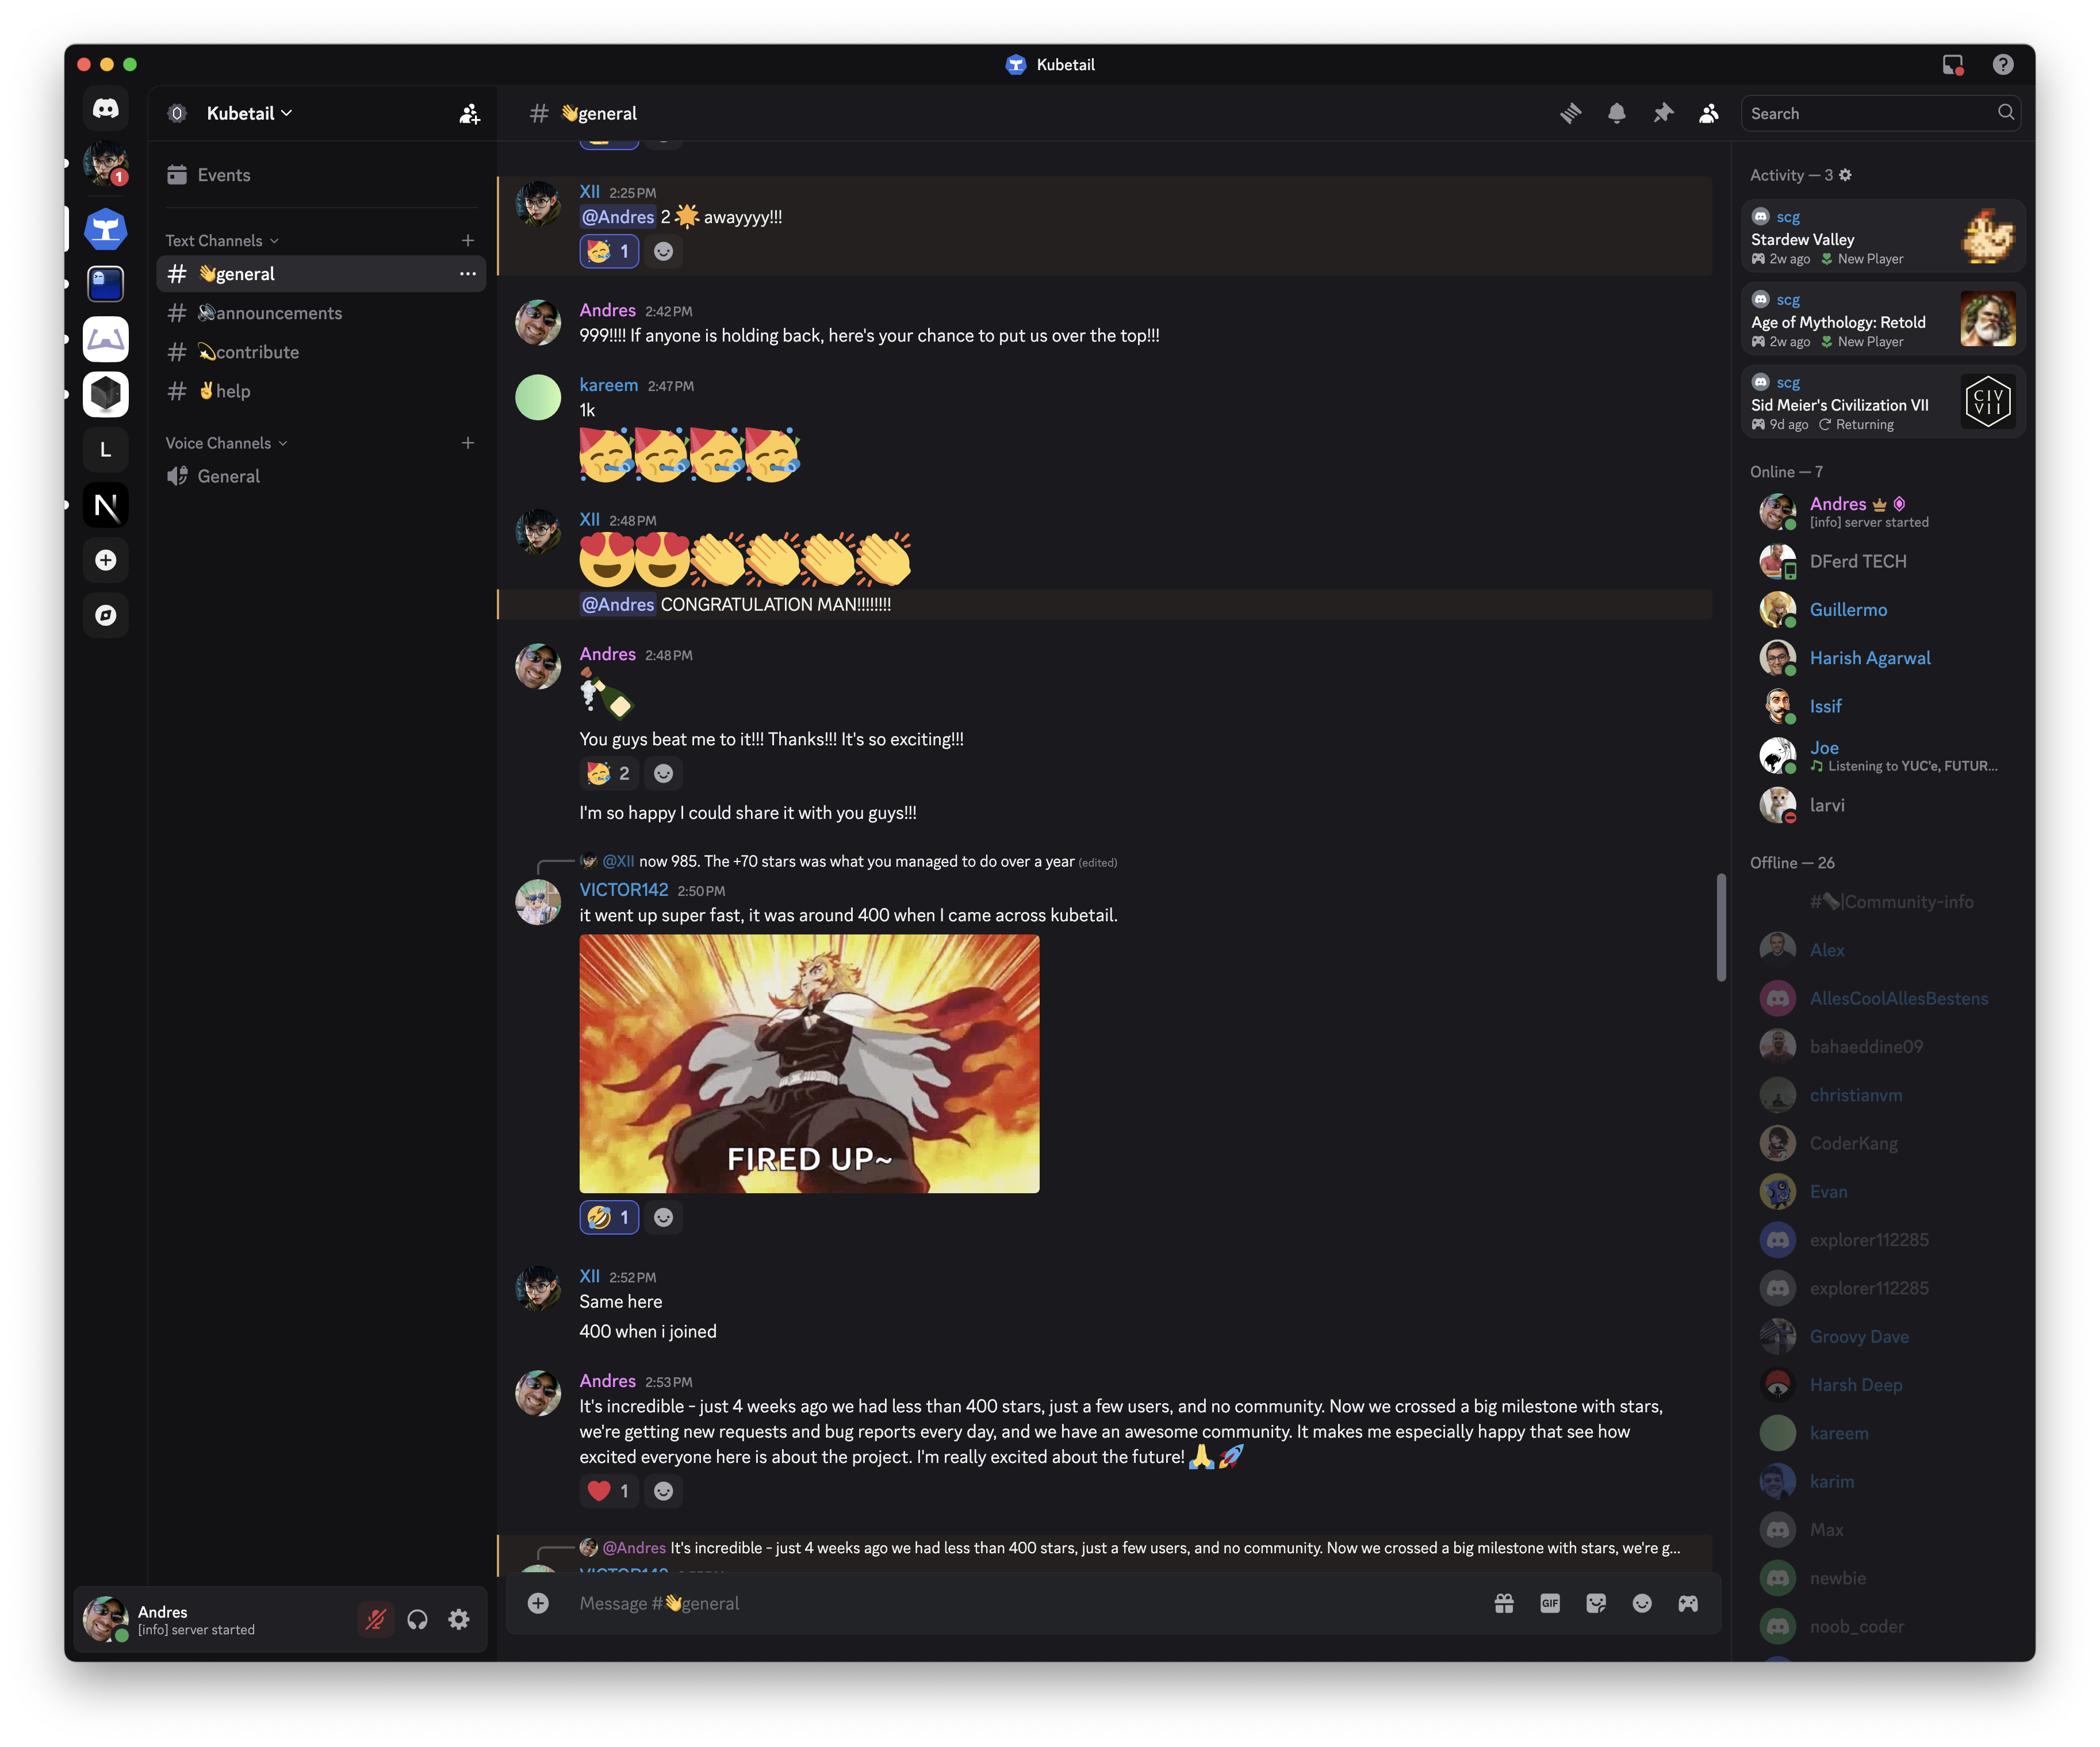 Kubetail
1
Kubetail
Events
Text Channels
👋general
🔊announcements
💫contribute
✌️help
Voice Channels
General
L
N
Andres
[info] server started
# 👋general
Search
XII 2:25 PM
@Andres 2 🌟 awayyyy!!!
🥳 1
Andres 2:42 PM
999!!!! If anyone is holding back, here's your chance to put us over the top!!!
kareem 2:47 PM
1k
🥳🥳🥳🥳
XII 2:48 PM
😍😍👏👏👏👏
@Andres CONGRATULATION MAN!!!!!!!!
Andres 2:48 PM
🍾
You guys beat me to it!!! Thanks!!! It's so exciting!!!
🥳 2
I'm so happy I could share it with you guys!!!
@XII now 985. The +70 stars was what you managed to do over a year (edited)
VICTOR142 2:50 PM
it went up super fast, it was around 400 when I came across kubetail.
FIRED UP~
🤣 1
XII 2:52 PM
Same here
400 when i joined
Andres 2:53 PM
It's incredible - just 4 weeks ago we had less than 400 stars, just a few users, and no community. Now we crossed a big milestone with stars,
we're getting new requests and bug reports every day, and we have an awesome community. It makes me especially happy that see how
excited everyone here is about the project. I'm really excited about the future! 🙏 🚀
❤️ 1
@Andres It's incredible - just 4 weeks ago we had less than 400 stars, just a few users, and no community. Now we crossed a big milestone with stars, we're g...
VICTOR142
Message #👋general
GIF
Activity — 3
scg
Stardew Valley
2w ago New Player
scg
Age of Mythology: Retold
2w ago New Player
scg
Sid Meier's Civilization VII
9d ago Returning
CIV
VII
Online — 7
Andres
[info] server started
DFerd TECH
Guillermo
Harish Agarwal
Issif
Joe
Listening to YUC'e, FUTUR...
larvi
Offline — 26
#|Community-info
Alex
AllesCoolAllesBestens
bahaeddine09
christianvm
CoderKang
Evan
explorer112285
explorer112285
Groovy Dave
Harsh Deep
kareem
karim
Max
newbie
noob_coder